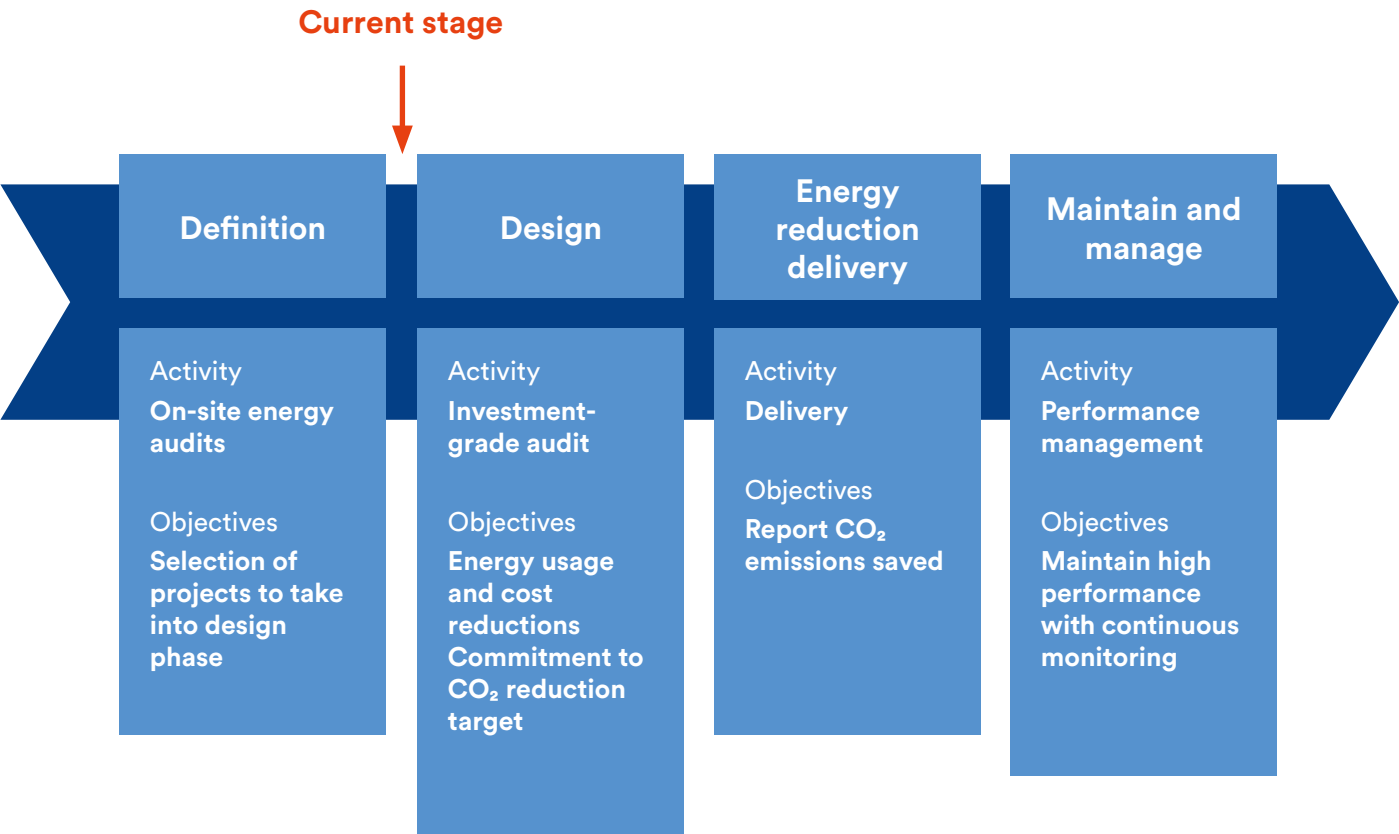 Current stage
Definition
Design
Energy
reduction
delivery
Maintain and
manage
Activity
On-site energy
audits
Objectives
Selection of
projects to take
into design
phase
Activity
Investment-
grade audit
Objectives
Energy usage
and cost
reductions
Commitment to
CO₂ reduction
target
Activity
Delivery
Objectives
Report CO₂
emissions saved
Activity
Performance
management
Objectives
Maintain high
performance
with continuous
monitoring